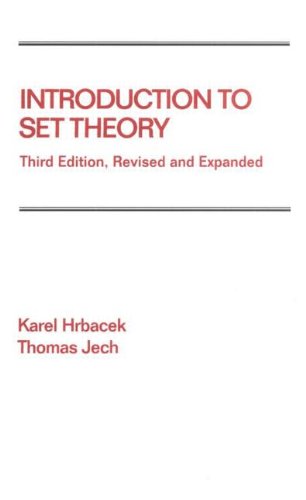 INTRODUCTION TO
SET THEORY
Third Edition, Revised and Expanded
Karel Hrbacek
Thomas Jech